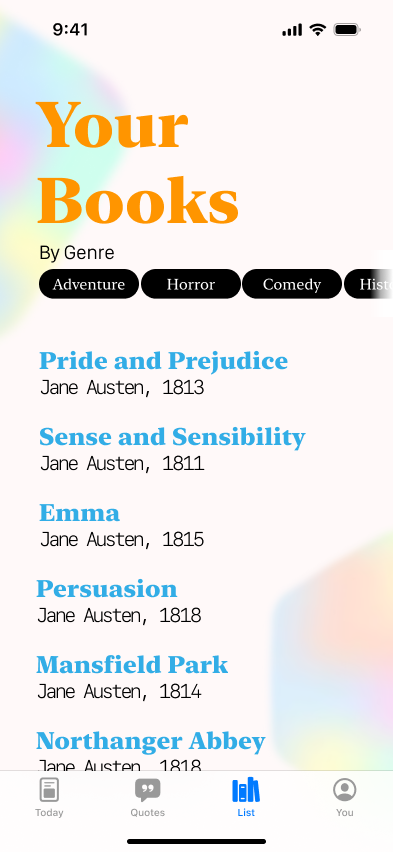 9:41
Your
Books
By Genre
Adventure Horror Comedy
Pride and Prejudice
Jane Austen, 1813
Sense and Sensibility
Jane Austen, 1811
Emma
Jane Austen, 1815
Persuasion
Jane Austen, 1818
Mansfield Park
Jane Austen, 1814
Northanger Abbey
Jane Austen, 1818
Today Quotes List You